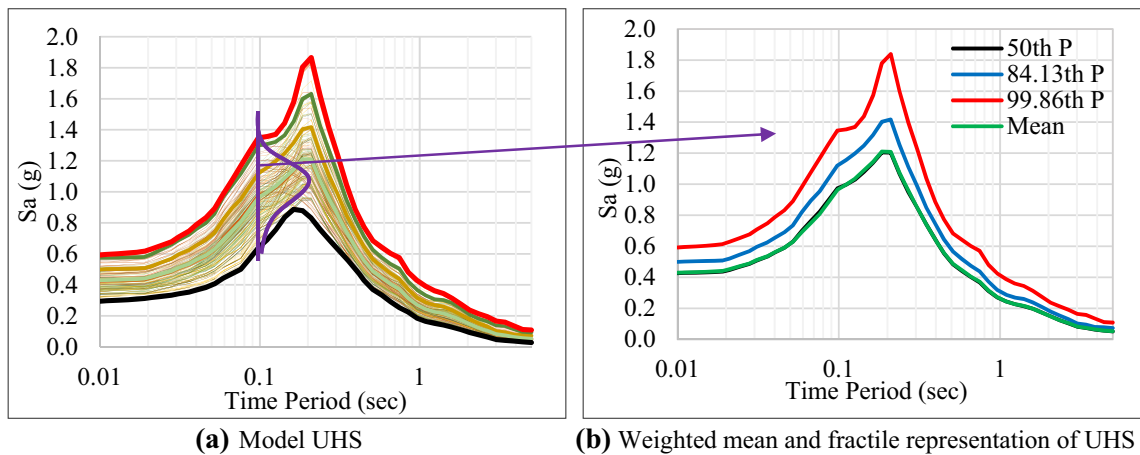 2.0
1.8
1.6
1.4
1.2
1.0
0.8
0.6
0.4
0.2
0.0
Sa (g)
0.01 0.1 1
Time Period (sec)
(a) Model UHS
2.0
1.8
1.6
1.4
1.2
1.0
0.8
0.6
0.4
0.2
0.0
Sa (g)
50th P
84.13th P
99.86th P
Mean
0.01 0.1 1
Time Period (sec)
(b) Weighted mean and fractile representation of UHS